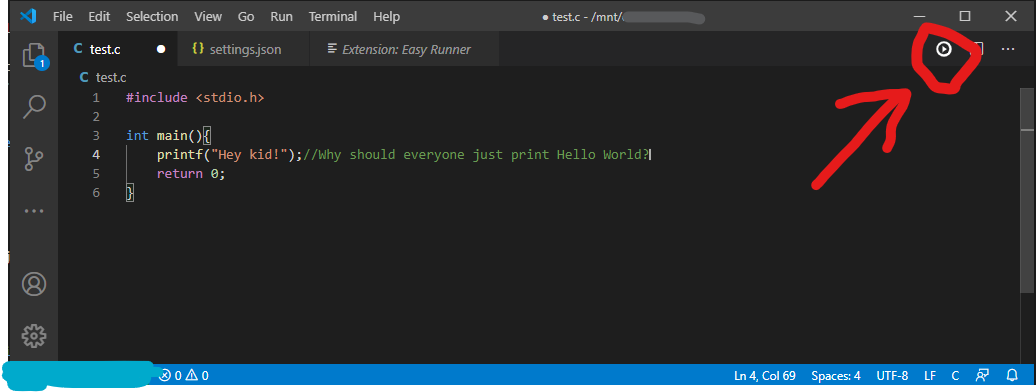 File Edit Selection View Go Run Terminal Help ● test.c - /mnt/
C test.c ● {} settings.json Extension: Easy Runner ···
1
C test.c
1 #include <stdio.h>
2
3 int main(){
4 printf("Hey kid!");//Why should everyone just print Hello World?
5 return 0;
6 }
0 0 Ln 4, Col 69 Spaces: 4 UTF-8 LF C